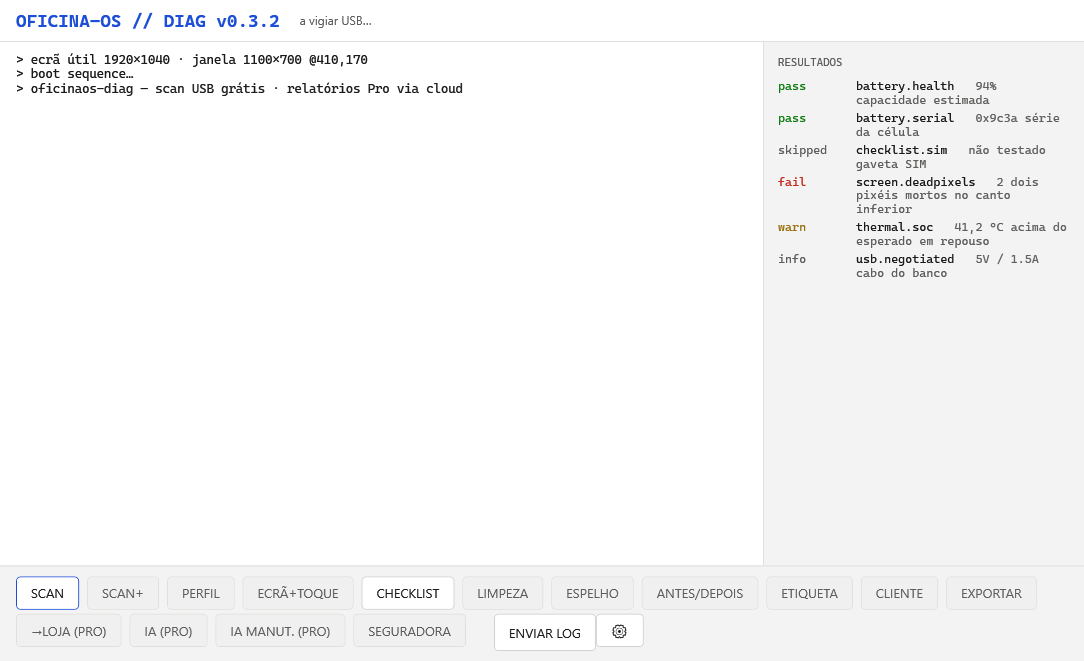 OFICINA-OS // DIAG v0.3.2 a vigiar USB...
> ecrã útil 1920×1040 · janela 1100×700 @410,170
> boot sequence…
> oficinaos-diag — scan USB grátis · relatórios Pro via cloud
RESULTADOS
pass battery.health 94%
capacidade estimada
pass battery.serial 0x9c3a série
da célula
skipped checklist.sim não testado
gaveta SIM
fail screen.deadpixels 2 dois
pixéis mortos no canto
inferior
warn thermal.soc 41,2 ºC acima do
esperado em repouso
info usb.negotiated 5V / 1.5A
cabo do banco
SCAN SCAN+ PERFIL ECRÃ+TOQUE CHECKLIST LIMPEZA ESPELHO ANTES/DEPOIS ETIQUETA CLIENTE EXPORTAR
→LOJA (PRO) IA (PRO) IA MANUT. (PRO) SEGURADORA ENVIAR LOG